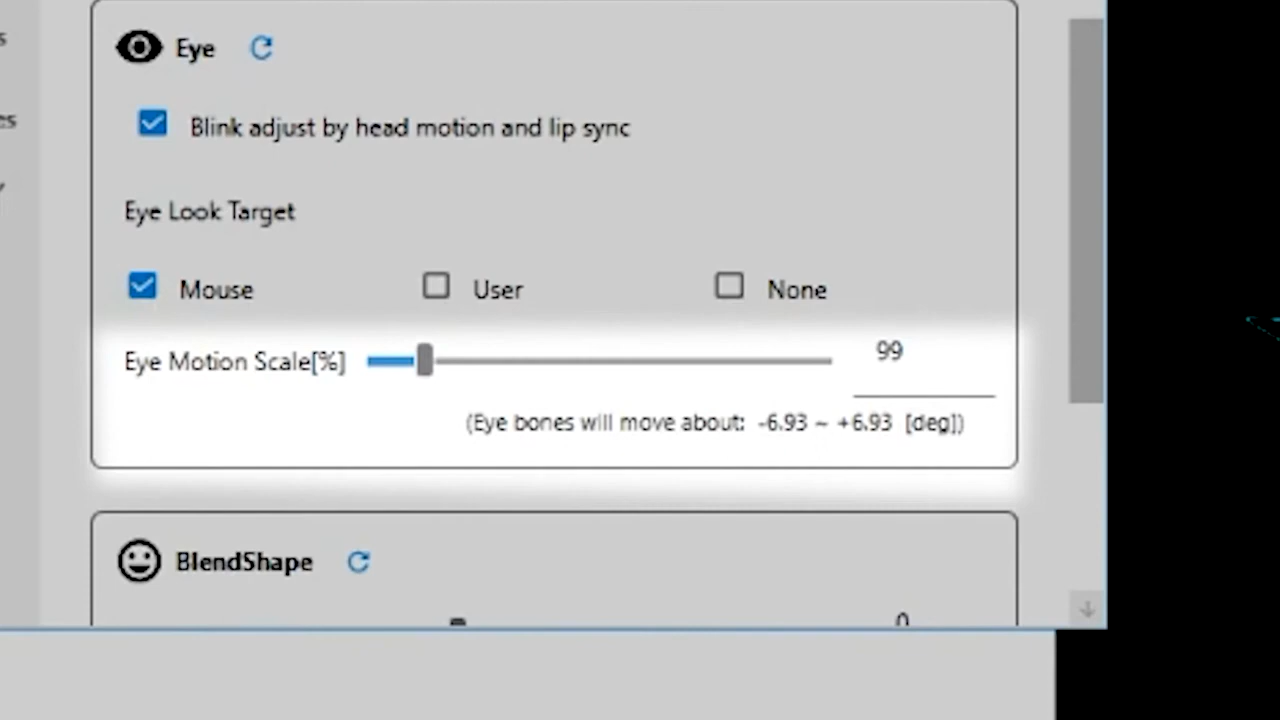 Eye
Blink adjust by head motion and lip sync
Eye Look Target
Mouse User None
Eye Motion Scale[%] 99
(Eye bones will move about: -6.93 ~ +6.93 [deg])
BlendShape